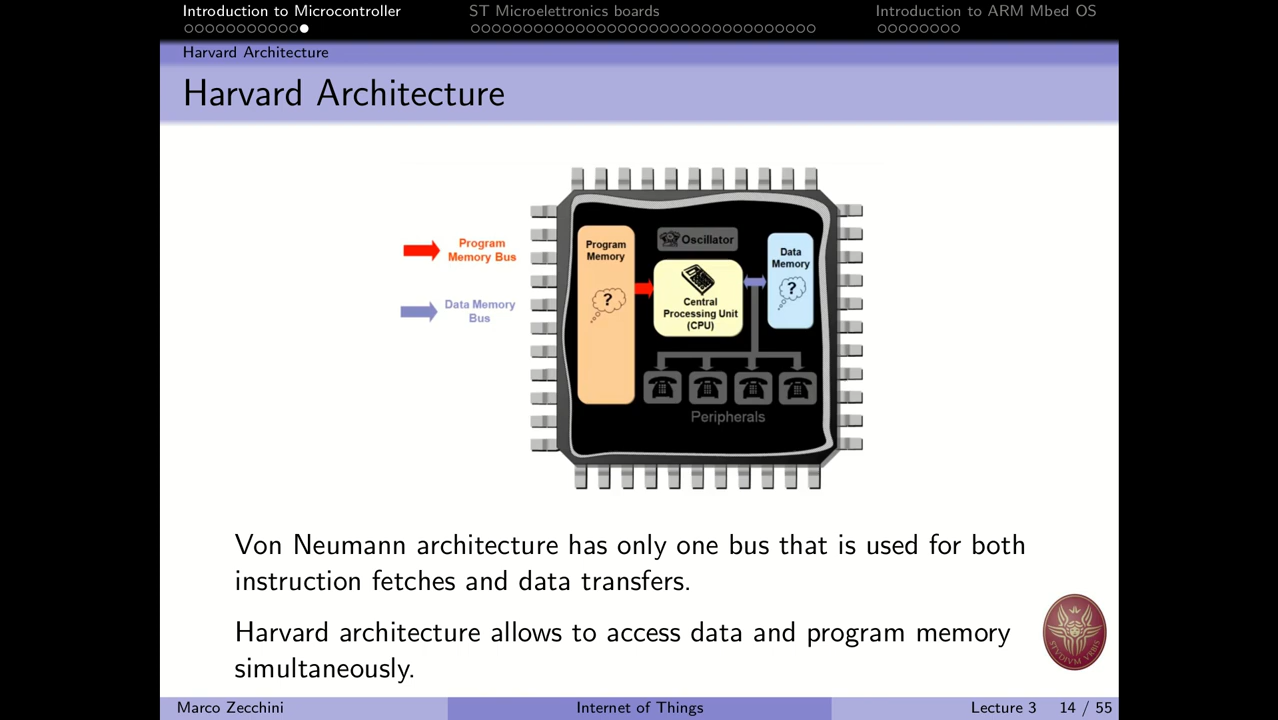 Introduction to Microcontroller
ST Microelettronics boards
Introduction to ARM Mbed OS
Harvard Architecture
Harvard Architecture
Program
Memory Bus
Data Memory
Bus
Program
Memory
?
Oscillator
Central
Processing Unit
(CPU)
Data
Memory
?
Peripherals
Von Neumann architecture has only one bus that is used for both
instruction fetches and data transfers.
Harvard architecture allows to access data and program memory
simultaneously.
STVDIVM VRBIS
Marco Zecchini
Internet of Things
Lecture 3
14 / 55